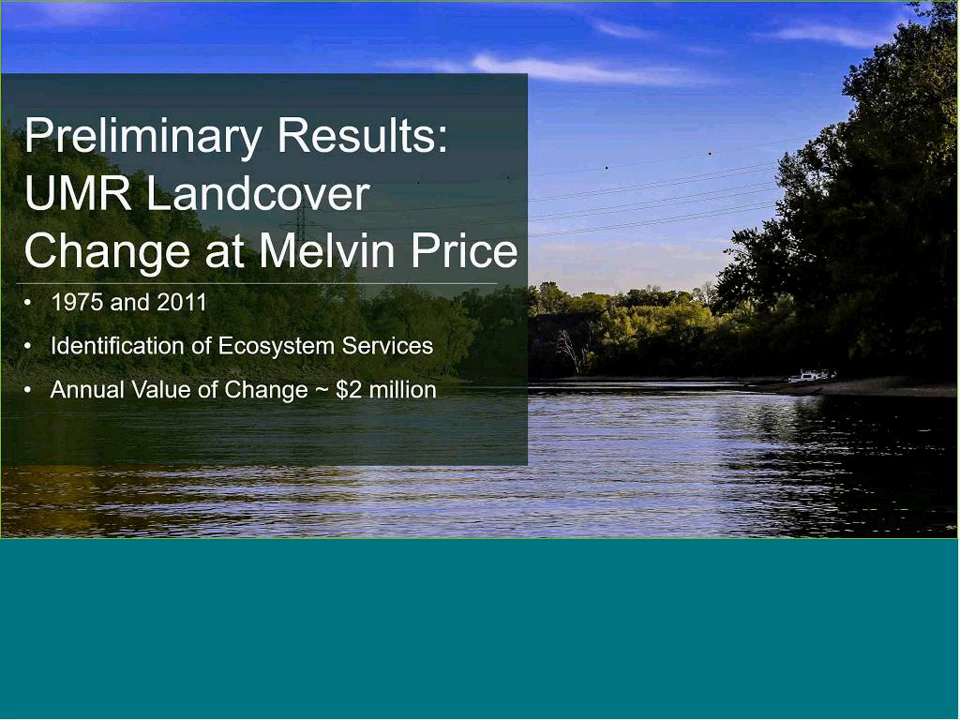 Preliminary Results:
UMR Landcover
Change at Melvin Price
• 1975 and 2011
• Identification of Ecosystem Services
• Annual Value of Change ~ $2 million